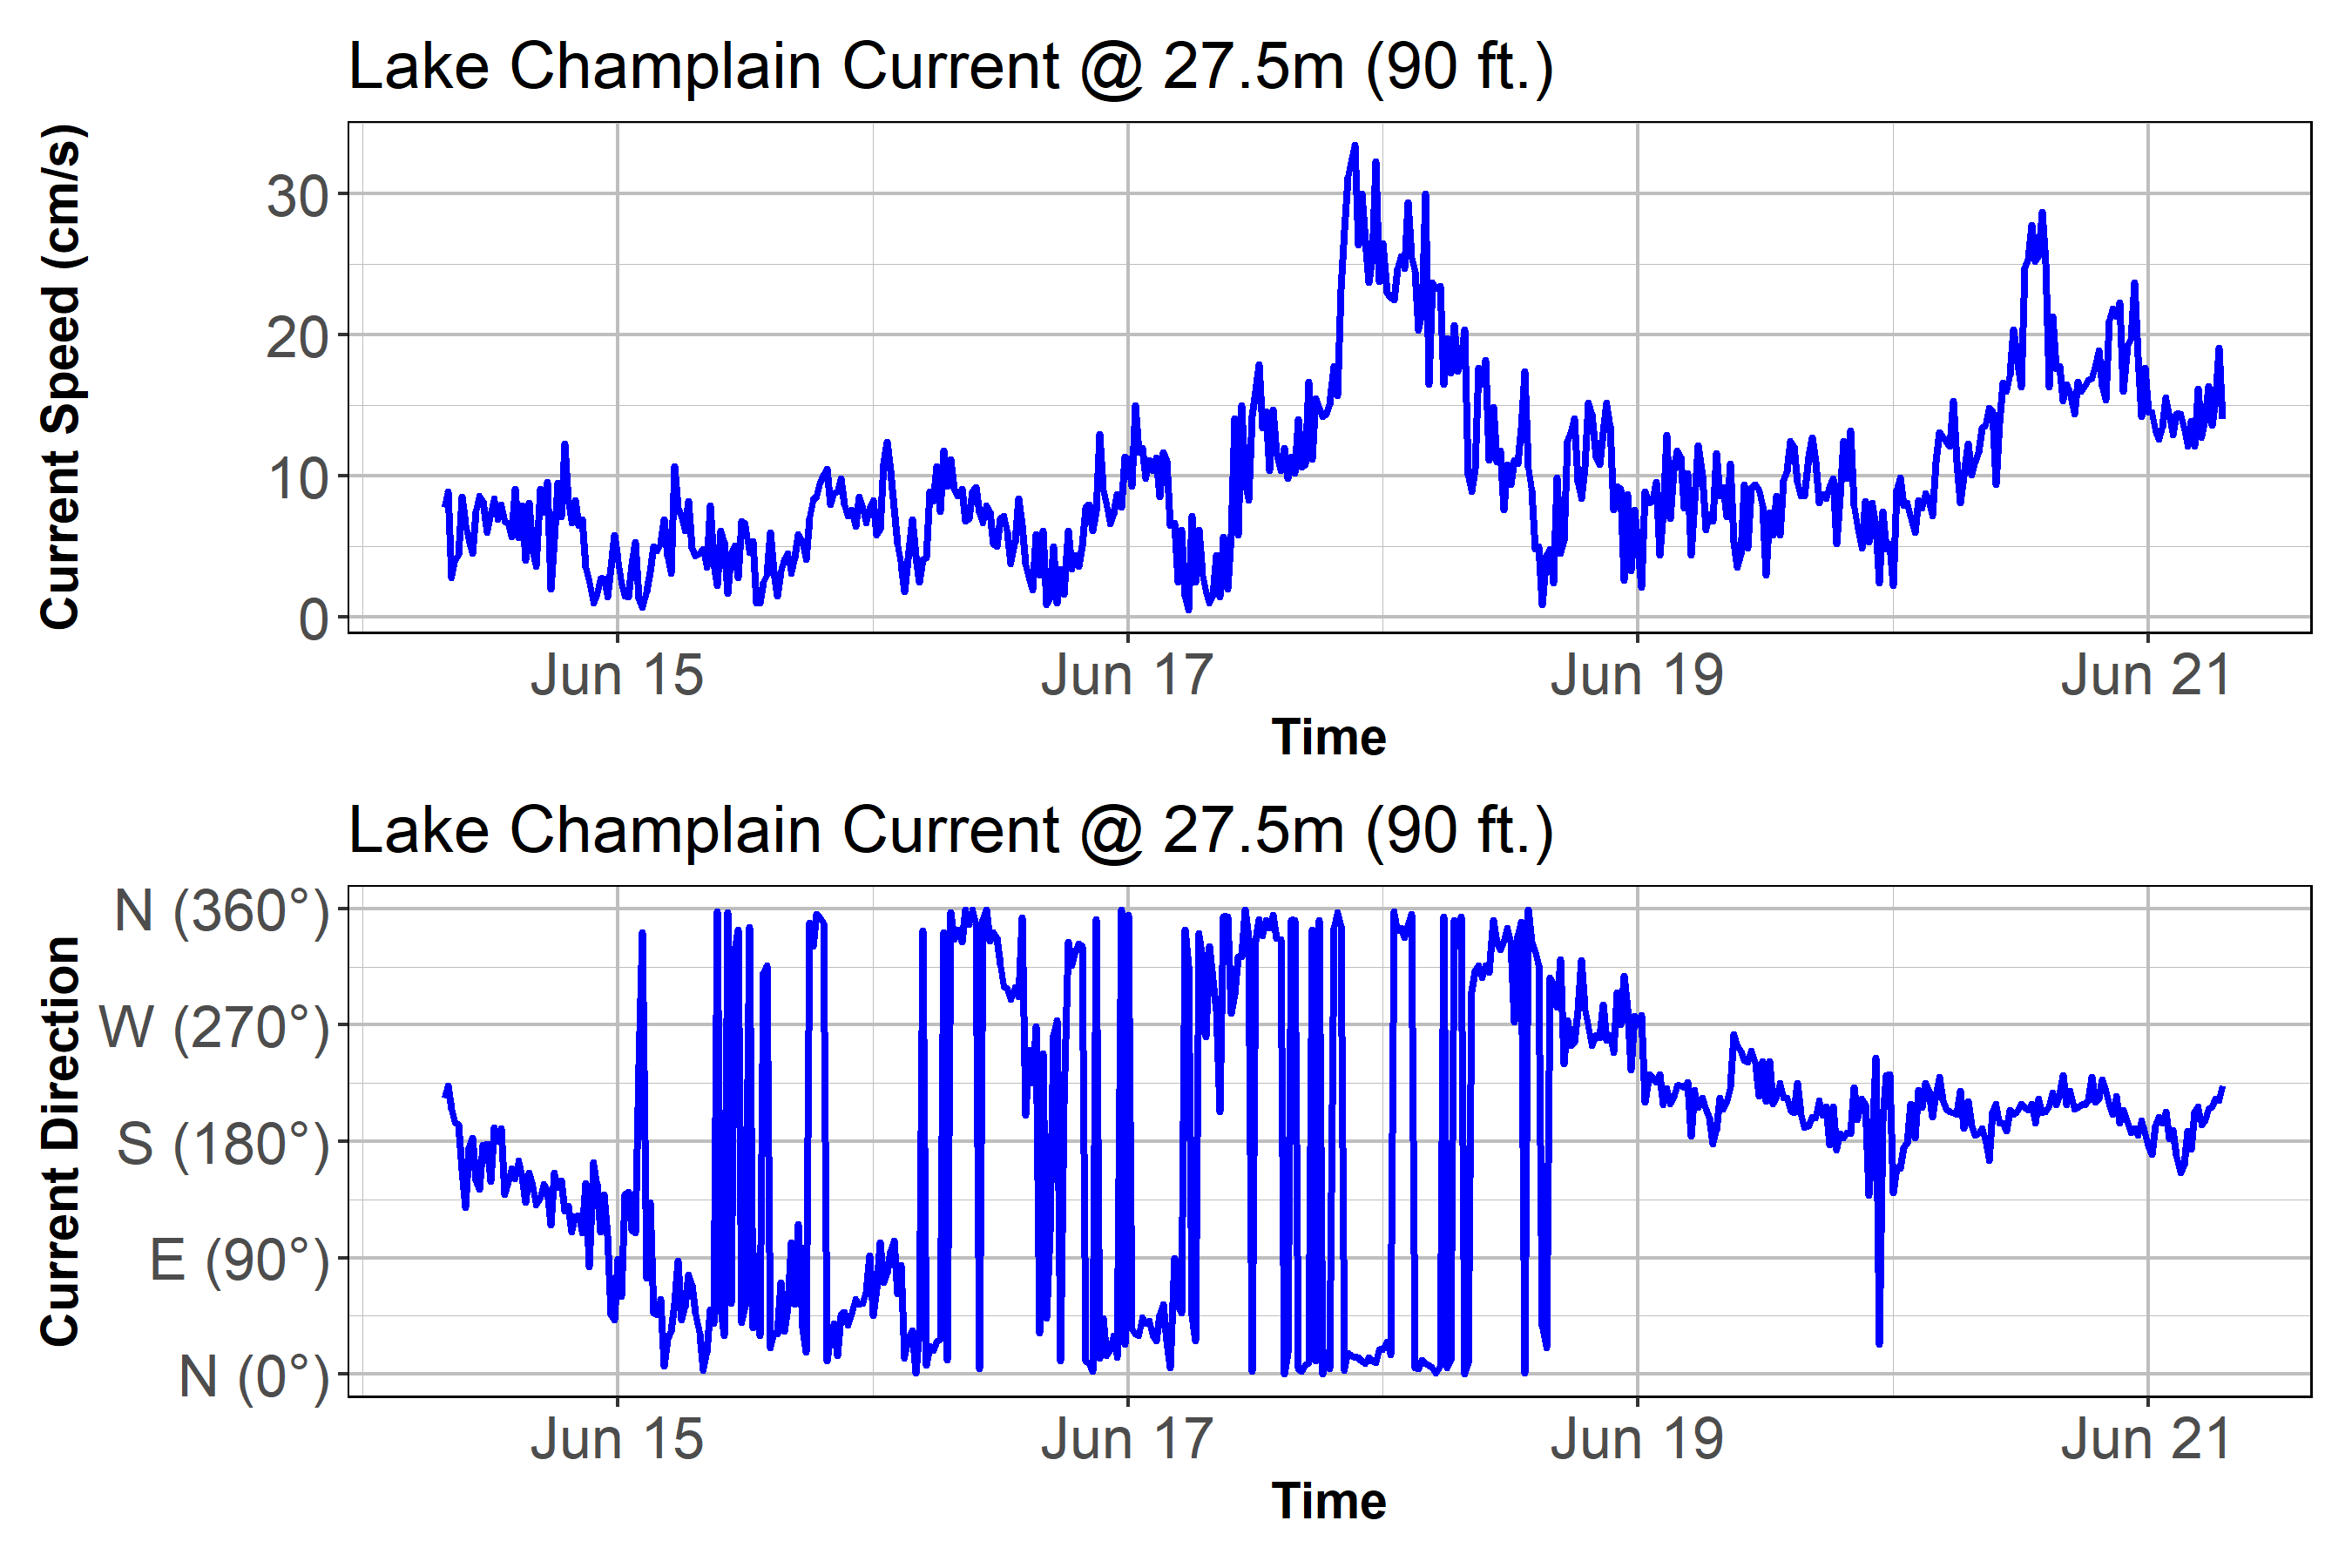 Lake Champlain Current @ 27.5m (90 ft.)
Current Speed (cm/s)
30
20
10
0
Jun 15 Jun 17 Jun 19 Jun 21
Time
Lake Champlain Current @ 27.5m (90 ft.)
Current Direction
N (360°)
W (270°)
S (180°)
E (90°)
N (0°)
Jun 15 Jun 17 Jun 19 Jun 21
Time